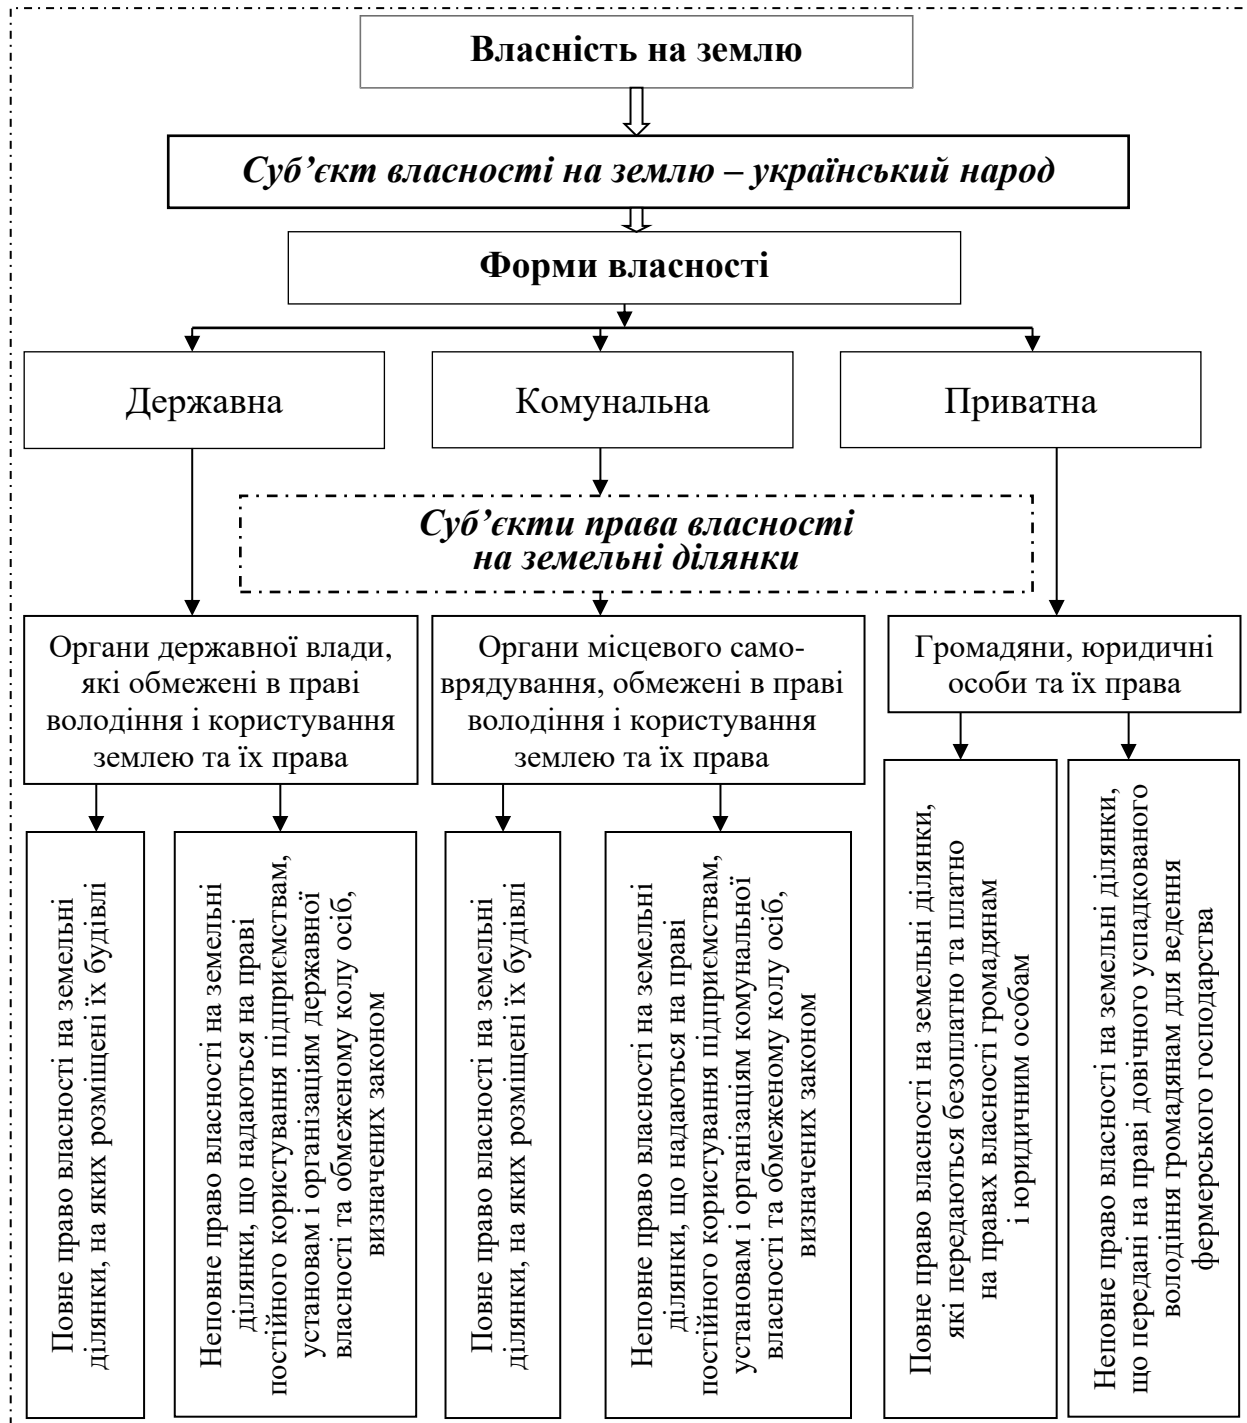 Власність на землю
Суб’єкт власності на землю – український народ
Форми власності
Державна
Комунальна
Приватна
Суб’єкти права власності
на земельні ділянки
Органи державної влади,
які обмежені в праві
володіння і користування
землею та їх права
Органи місцевого само-
врядування, обмежені в праві
володіння і користування
землею та їх права
Громадяни, юридичні
особи та їх права
Повне право власності на земельні
ділянки, на яких розміщені їх будівлі
Неповне право власності на земельні
ділянки, що надаються на праві
постійного користування підприємствам,
установам і організаціям державної
власності та обмеженому колу осіб,
визначених законом
Повне право власності на земельні
ділянки, на яких розміщені їх будівлі
Неповне право власності на земельні
ділянки, що надаються на праві
постійного користування підприємствам,
установам і організаціям комунальної
власності та обмеженому колу осіб,
визначених законом
Повне право власності на земельні ділянки,
які передаються безоплатно та платно
на правах власності громадянам
і юридичним особам
Неповне право власності на земельні ділянки,
що передані на праві довічного успадкованого
володіння громадянам для ведення
фермерського господарства